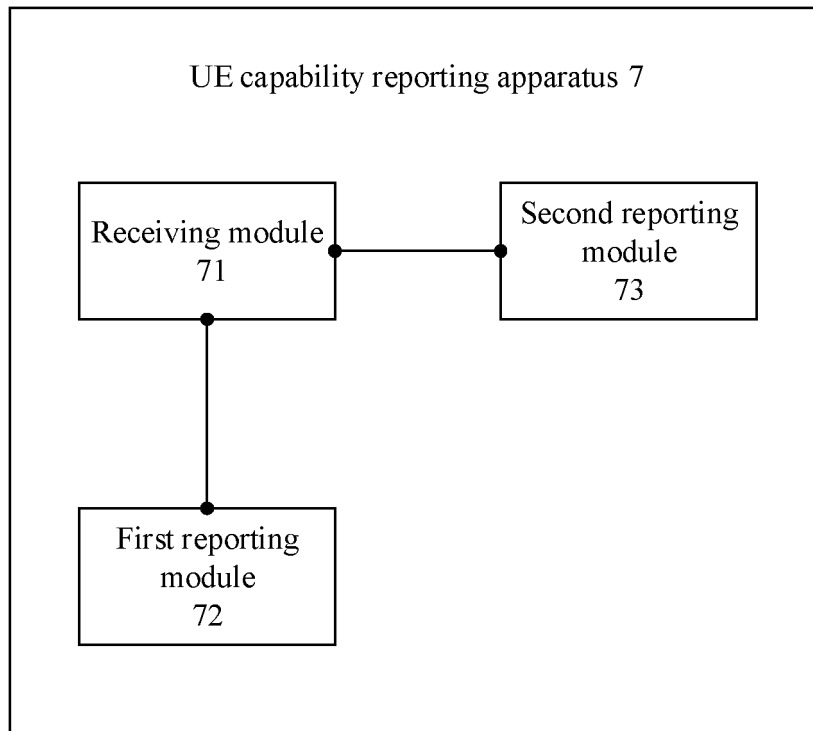 UE capability reporting apparatus 7
Receiving module
71
Second reporting
module
73
First reporting
module
72